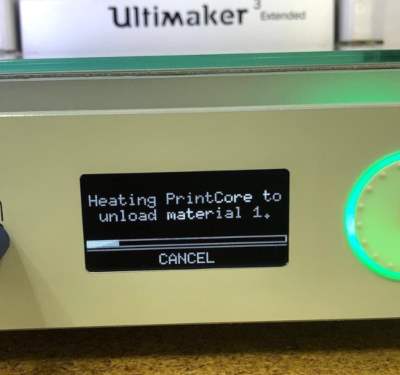 Ultimaker 3
Extended
Heating PrintCore to
unload material 1.
CANCEL